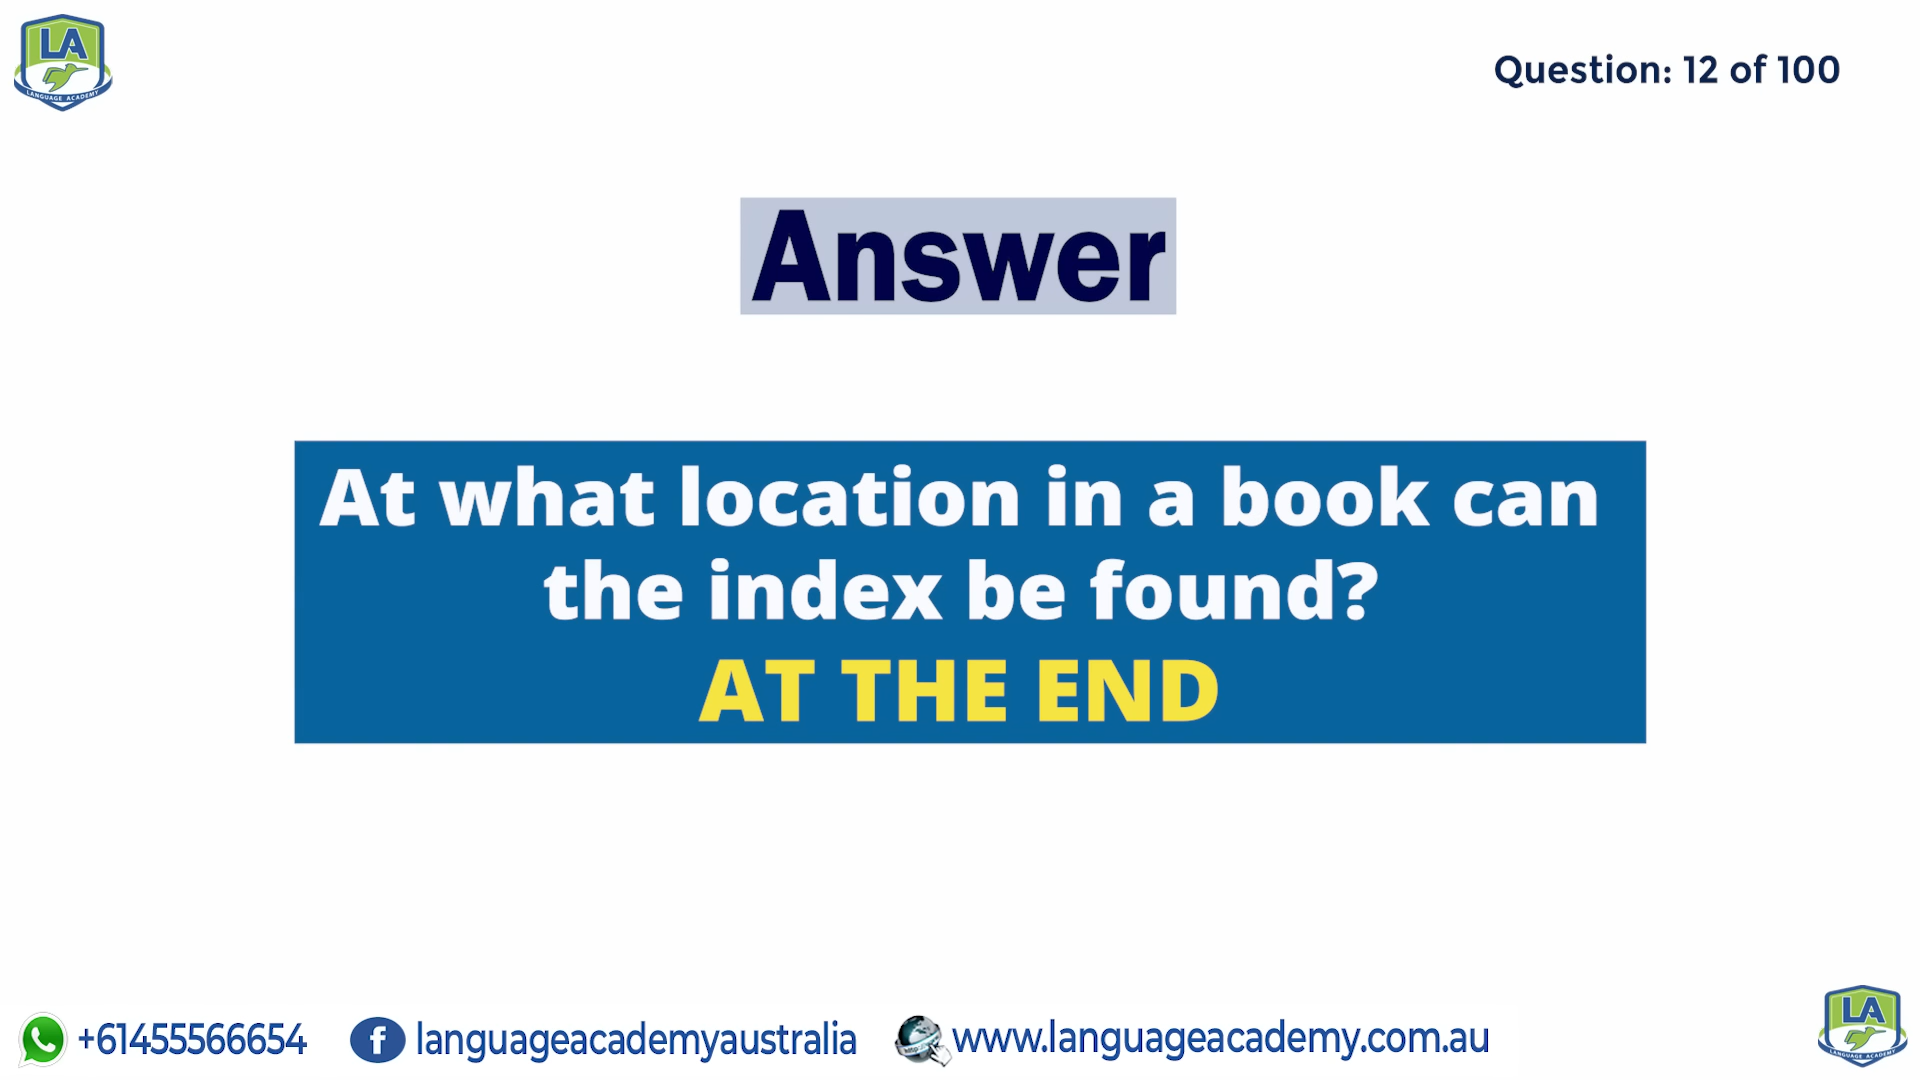 LA
LANGUAGE ACADEMY
Question: 12 of 100
Answer
At what location in a book can
the index be found?
AT THE END
+61455566654
f languageacademyaustralia
http
www.languageacademy.com.au
LA
LANGUAGE ACADEMY